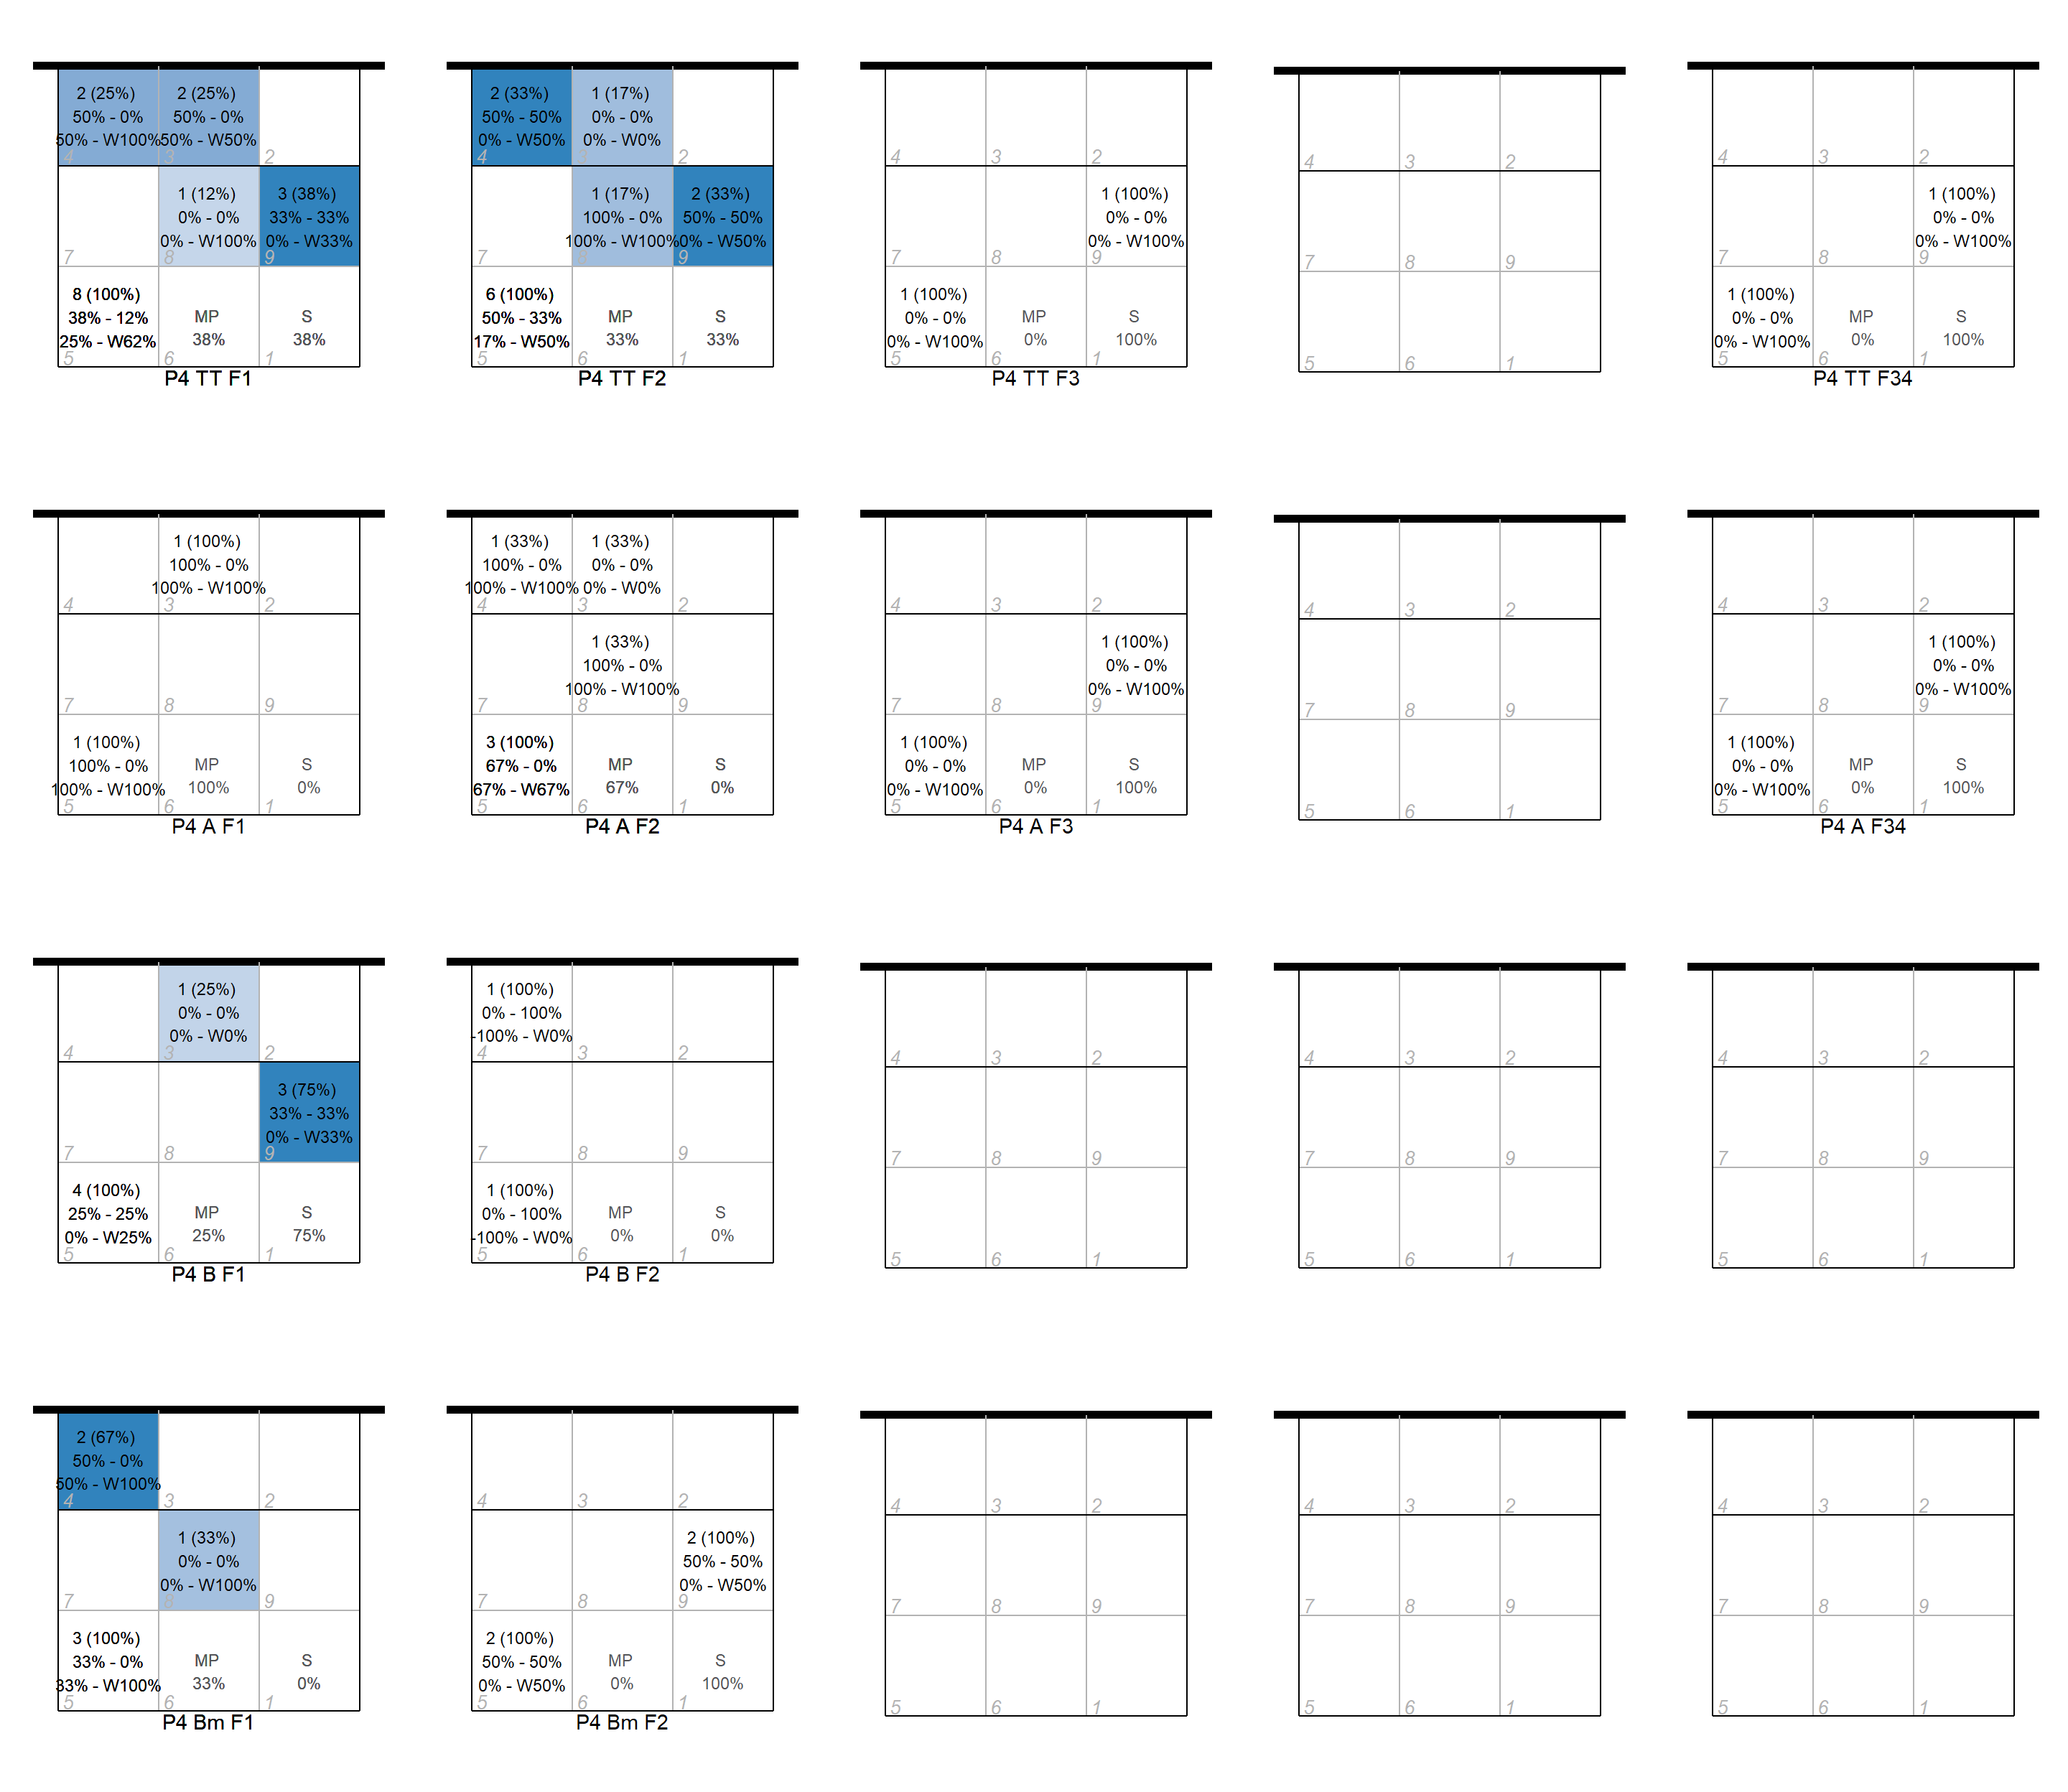 2 (25%)
50% - 0%
50% - W100%
4
2 (25%)
50% - 0%
50% - W50%
3
2
7
1 (12%)
0% - 0%
0% - W100%
8
3 (38%)
33% - 33%
0% - W33%
9
8 (100%)
38% - 12%
25% - W62%
5
MP
38%
6
S
38%
1
P4 TT F1
2 (33%)
50% - 50%
0% - W50%
4
1 (17%)
0% - 0%
0% - W0%
3
2
7
1 (17%)
100% - 0%
100% - W100%
8
2 (33%)
50% - 50%
0% - W50%
9
6 (100%)
50% - 33%
17% - W50%
5
MP
33%
6
S
33%
1
P4 TT F2
4
3
2
7
8
1 (100%)
0% - 0%
0% - W100%
9
1 (100%)
0% - 0%
0% - W100%
5
MP
0%
6
S
100%
1
P4 TT F3
4
3
2
7
8
9
5
6
1
4
3
2
7
8
1 (100%)
0% - 0%
0% - W100%
9
1 (100%)
0% - 0%
0% - W100%
5
MP
0%
6
S
100%
1
P4 TT F34
4
1 (100%)
100% - 0%
100% - W100%
3
2
7
8
9
1 (100%)
100% - 0%
100% - W100%
5
MP
100%
6
S
0%
1
P4 A F1
1 (33%)
100% - 0%
100% - W100%
4
1 (33%)
0% - 0%
0% - W0%
3
2
7
1 (33%)
100% - 0%
100% - W100%
8
9
3 (100%)
67% - 0%
67% - W67%
5
MP
67%
6
S
0%
1
P4 A F2
4
3
2
7
8
1 (100%)
0% - 0%
0% - W100%
9
1 (100%)
0% - 0%
0% - W100%
5
MP
0%
6
S
100%
1
P4 A F3
4
3
2
7
8
9
5
6
1
4
3
2
7
8
1 (100%)
0% - 0%
0% - W100%
9
1 (100%)
0% - 0%
0% - W100%
5
MP
0%
6
S
100%
1
P4 A F34
4
1 (25%)
0% - 0%
0% - W0%
3
2
7
8
3 (75%)
33% - 33%
0% - W33%
9
4 (100%)
25% - 25%
0% - W25%
5
MP
25%
6
S
75%
1
P4 B F1
1 (100%)
0% - 100%
-100% - W0%
4
3
2
7
8
9
1 (100%)
0% - 100%
-100% - W0%
5
MP
0%
6
S
0%
1
P4 B F2
4
3
2
7
8
9
5
6
1
4
3
2
7
8
9
5
6
1
4
3
2
7
8
9
5
6
1
2 (67%)
50% - 0%
50% - W100%
4
3
2
7
1 (33%)
0% - 0%
0% - W100%
8
9
3 (100%)
33% - 0%
33% - W100%
5
MP
33%
6
S
0%
1
P4 Bm F1
4
3
2
7
8
2 (100%)
50% - 50%
0% - W50%
9
2 (100%)
50% - 50%
0% - W50%
5
MP
0%
6
S
100%
1
P4 Bm F2
4
3
2
7
8
9
5
6
1
4
3
2
7
8
9
5
6
1
4
3
2
7
8
9
5
6
1